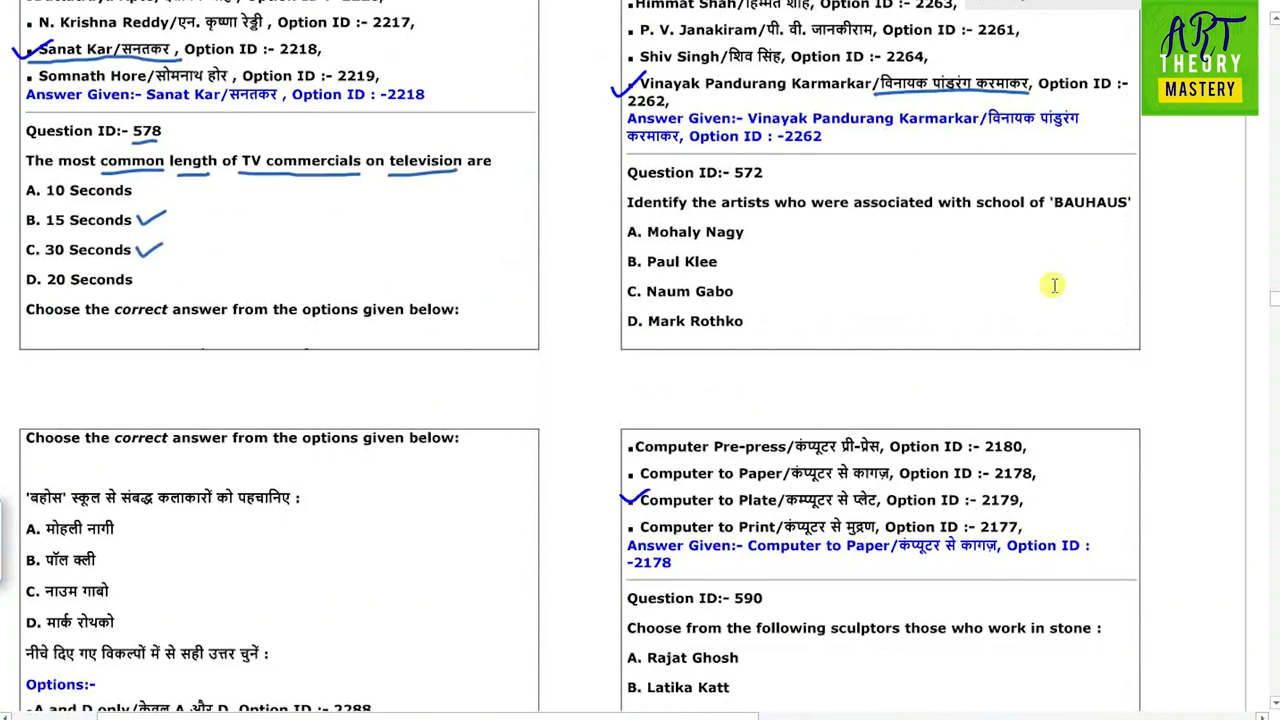 ▪ N. Krishna Reddy/एन. कृष्णा रेड्डी , Option ID :- 2217,
▪ Sanat Kar/सनतकर , Option ID :- 2218,
▪ Somnath Hore/सोमनाथ होर , Option ID :- 2219,
Answer Given:- Sanat Kar/सनतकर , Option ID : -2218
Question ID:- 578
The most common length of TV commercials on television are
A. 10 Seconds
B. 15 Seconds
C. 30 Seconds
D. 20 Seconds
Choose the correct answer from the options given below:
▪Himmat Shah/हिम्मत शाह, Option ID :- 2263,
▪ P. V. Janakiram/पी. वी. जानकीराम, Option ID :- 2261,
▪ Shiv Singh/शिव सिंह, Option ID :- 2264,
▪ Vinayak Pandurang Karmarkar/विनायक पांडुरंग करमाकर, Option ID :-
2262,
Answer Given:- Vinayak Pandurang Karmarkar/विनायक पांडुरंग
करमाकर, Option ID : -2262
Question ID:- 572
Identify the artists who were associated with school of 'BAUHAUS'
A. Mohaly Nagy
B. Paul Klee
C. Naum Gabo
D. Mark Rothko
ART
THEORY
MASTERY
Choose the correct answer from the options given below:
'बहोस' स्कूल से संबद्ध कलाकारों को पहचानिए :
A. मोहली नागी
B. पॉल क्ली
C. नाउम गाबो
D. मार्क रोथको
नीचे दिए गए विकल्पों में से सही उत्तर चुनें :
Options:-
▪A and D only/केवल A और D, Option ID :- 2288
▪Computer Pre-press/कंप्यूटर प्री-प्रेस, Option ID :- 2180,
▪ Computer to Paper/कंप्यूटर से कागज़, Option ID :- 2178,
▪ Computer to Plate/कम्प्यूटर से प्लेट, Option ID :- 2179,
▪ Computer to Print/कंप्यूटर से मुद्रण, Option ID :- 2177,
Answer Given:- Computer to Paper/कंप्यूटर से कागज़, Option ID :
-2178
Question ID:- 590
Choose from the following sculptors those who work in stone :
A. Rajat Ghosh
B. Latika Katt